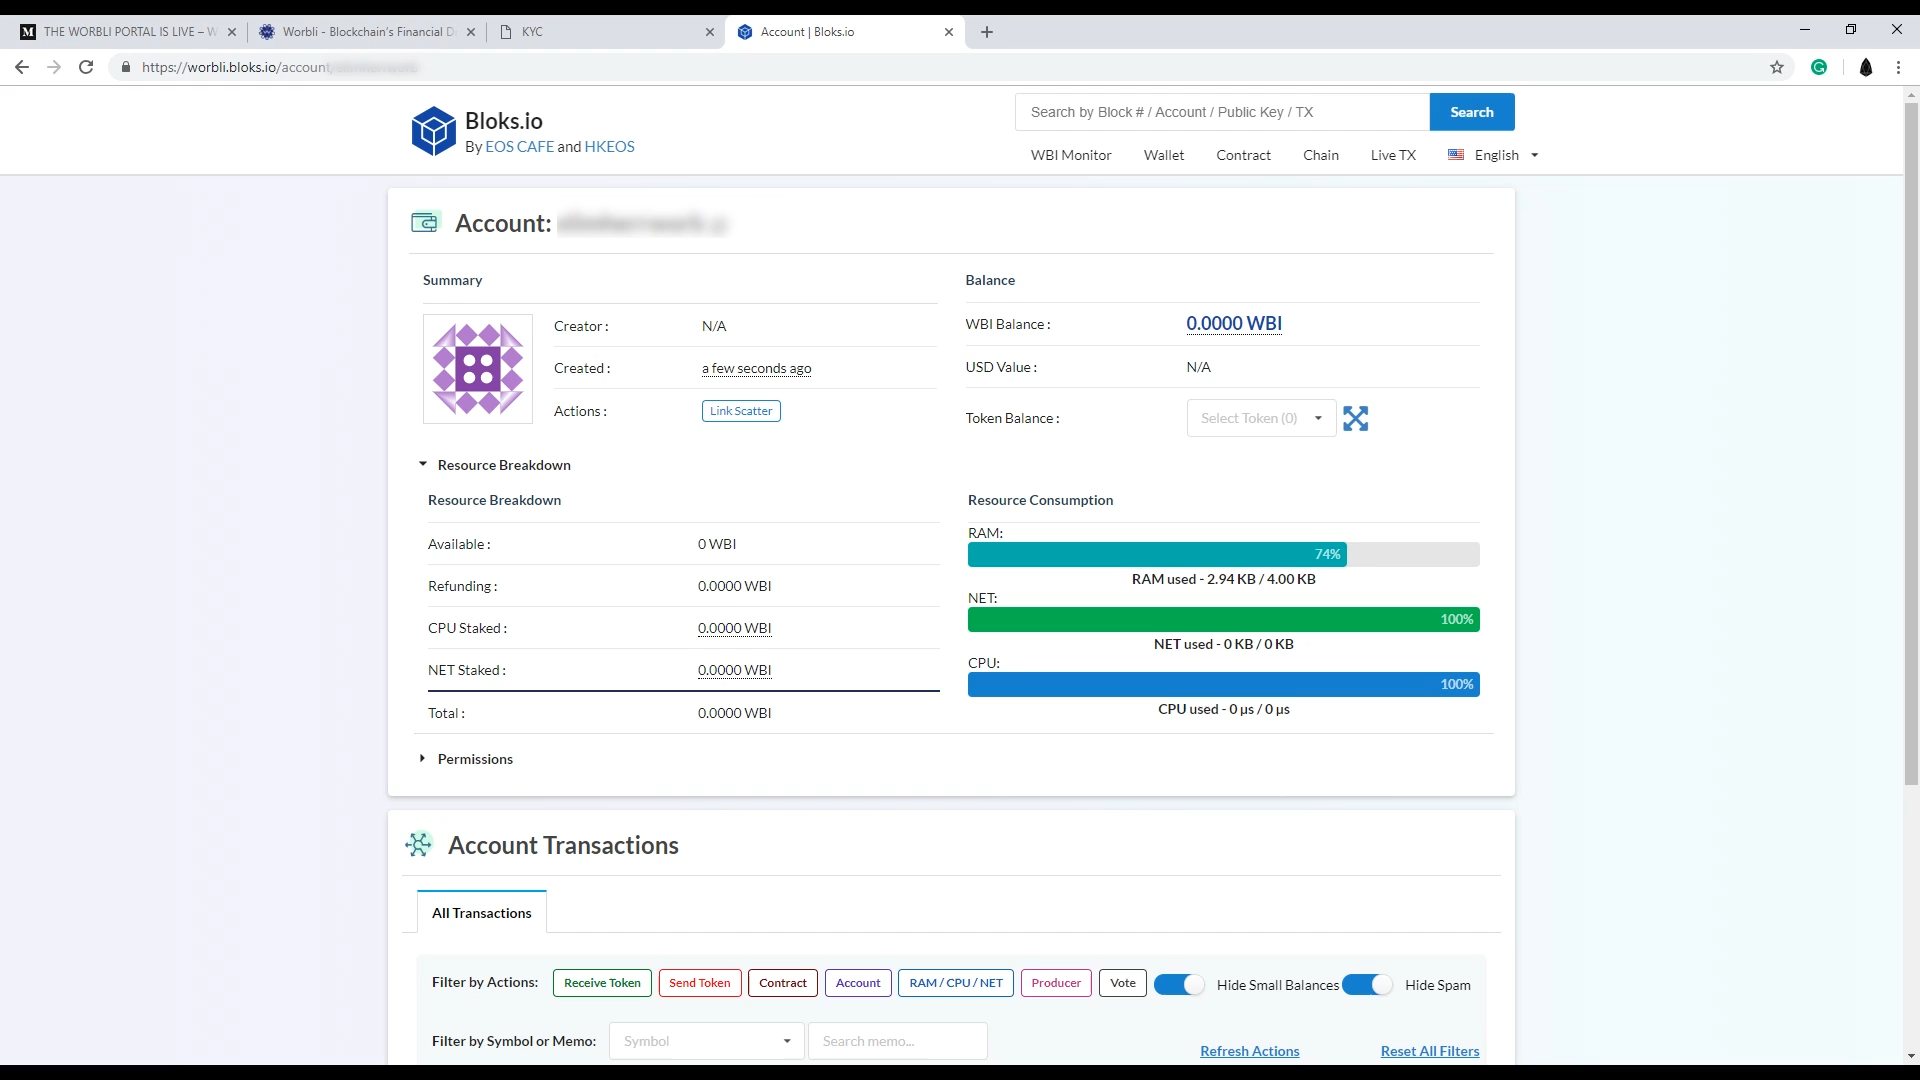 THE WORBLI PORTAL IS LIVE – W
Worbli - Blockchain's Financial D
KYC
Account | Bloks.io
https://worbli.bloks.io/account
Bloks.io
By EOS CAFE and HKEOS
Search by Block # / Account / Public Key / TX
Search
WBI Monitor Wallet Contract Chain Live TX English
Account:
Summary
Creator : N/A
Created : a few seconds ago
Actions : Link Scatter
Balance
WBI Balance : 0.0000 WBI
USD Value : N/A
Token Balance : Select Token (0)
Resource Breakdown
Resource Breakdown
Available : 0 WBI
Refunding : 0.0000 WBI
CPU Staked : 0.0000 WBI
NET Staked : 0.0000 WBI
Total : 0.0000 WBI
Resource Consumption
RAM:
74%
RAM used - 2.94 KB / 4.00 KB
NET:
100%
NET used - 0 KB / 0 KB
CPU:
100%
CPU used - 0 µs / 0 µs
Permissions
Account Transactions
All Transactions
Filter by Actions: Receive Token Send Token Contract Account RAM / CPU / NET Producer Vote Hide Small Balances Hide Spam
Filter by Symbol or Memo: Symbol Search memo...
Refresh Actions Reset All Filters